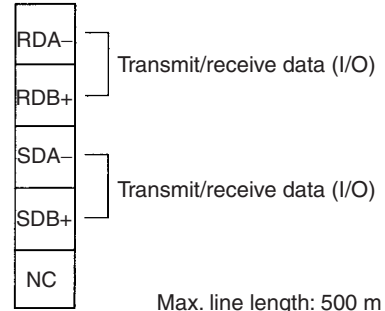 RDA–
Transmit/receive data (I/O)
RDB+
SDA–
Transmit/receive data (I/O)
SDB+
NC
Max. line length: 500 m